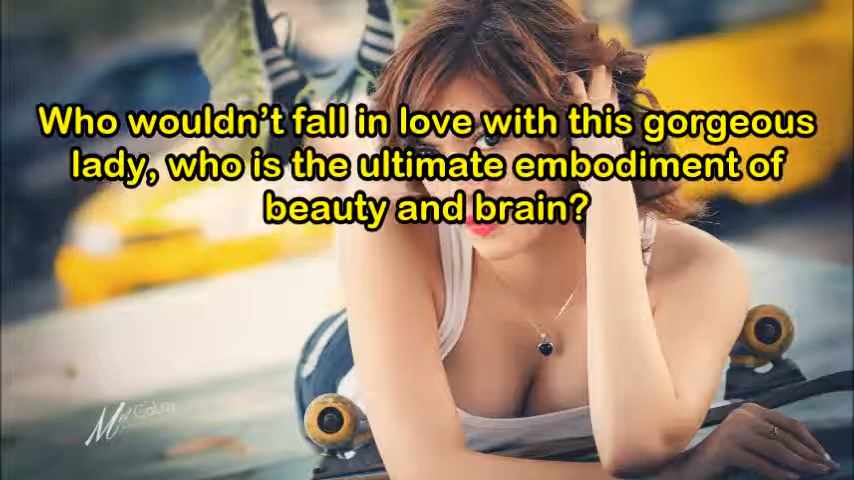 Who wouldn't fall in love with this gorgeous
lady, who is the ultimate embodiment of
beauty and brain?